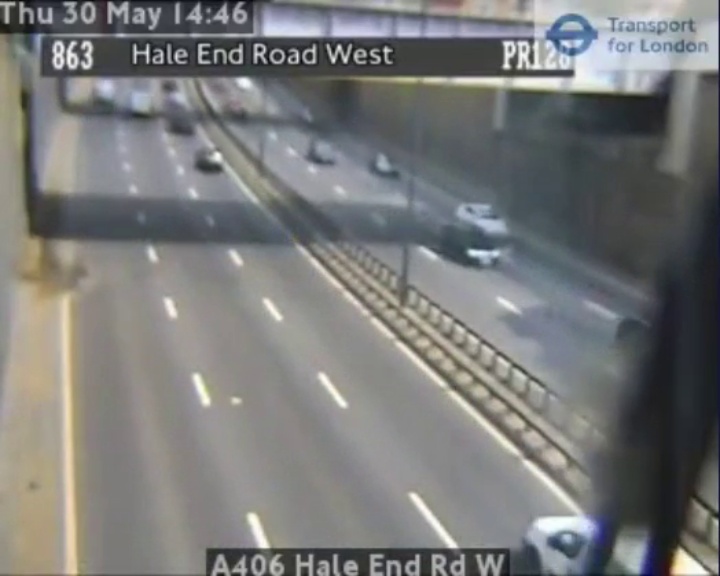 Thu 30 May 14:46
Transport
for London
863 Hale End Road West
A406 Hale End Rd W